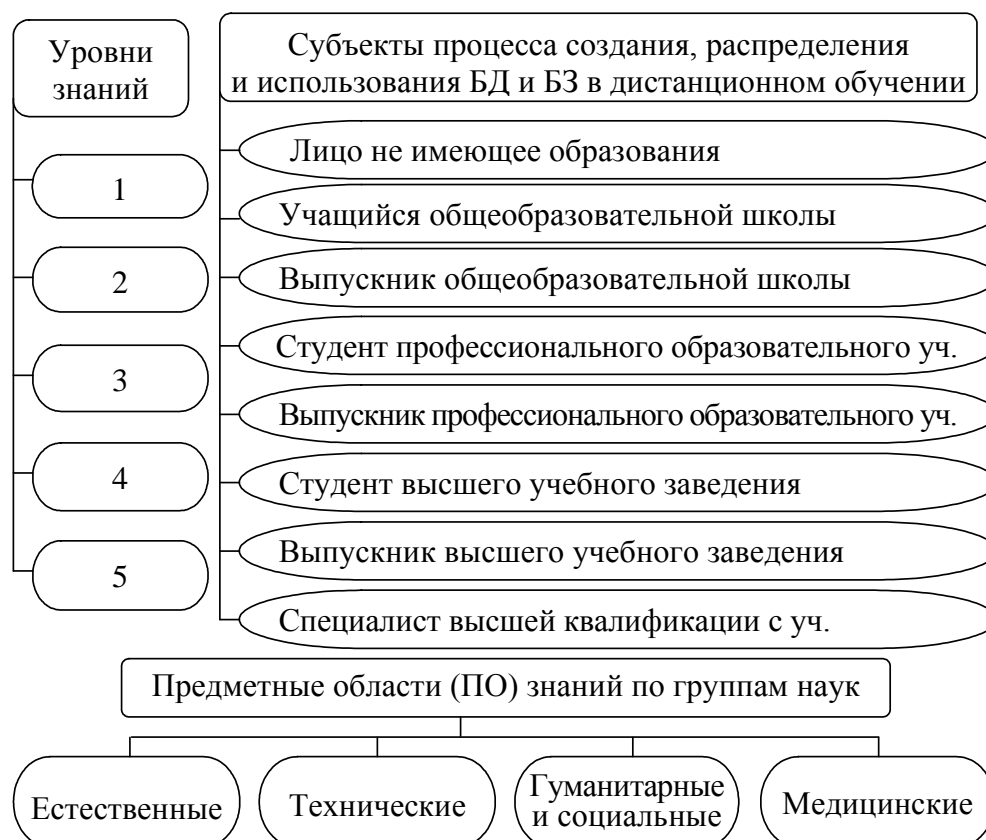 Уровни
знаний
1
2
3
4
5
Субъекты процесса создания, распределения
и использования БД и БЗ в дистанционном обучении
Лицо не имеющее образования
Учащийся общеобразовательной школы
Выпускник общеобразовательной школы
Студент профессионального образовательного уч.
Выпускник профессионального образовательного уч.
Студент высшего учебного заведения
Выпускник высшего учебного заведения
Специалист высшей квалификации с уч.
Предметные области (ПО) знаний по группам наук
Естественные
Технические
Гуманитарные
и социальные
Медицинские